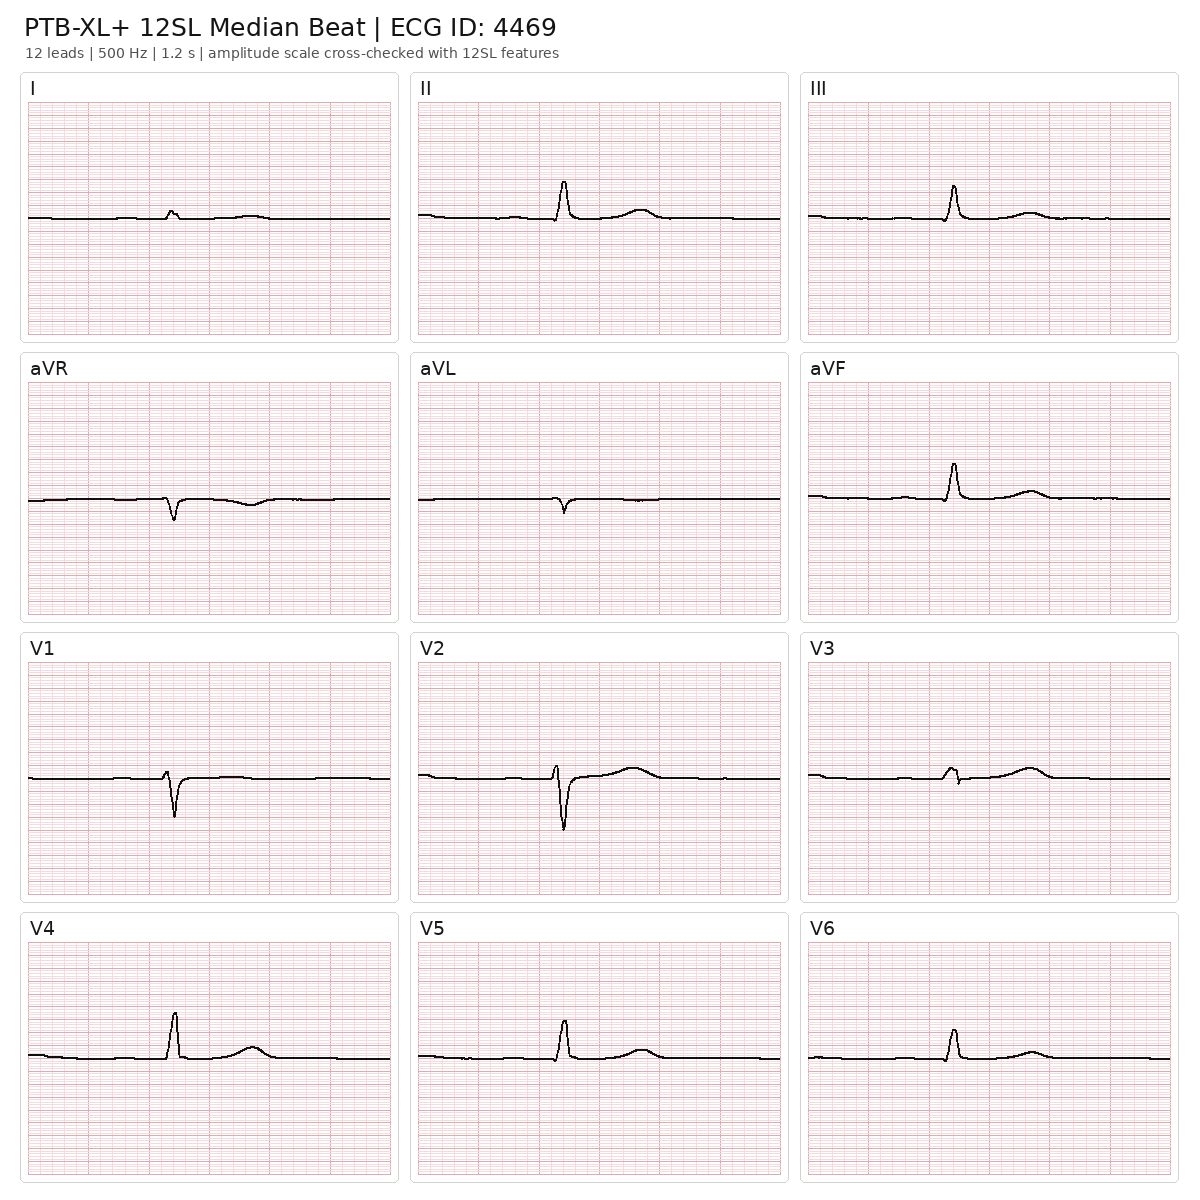 PTB-XL+ 12SL Median Beat | ECG ID: 4469
12 leads | 500 Hz | 1.2 s | amplitude scale cross-checked with 12SL features
I
II
III
aVR
aVL
aVF
V1
V2
V3
V4
V5
V6